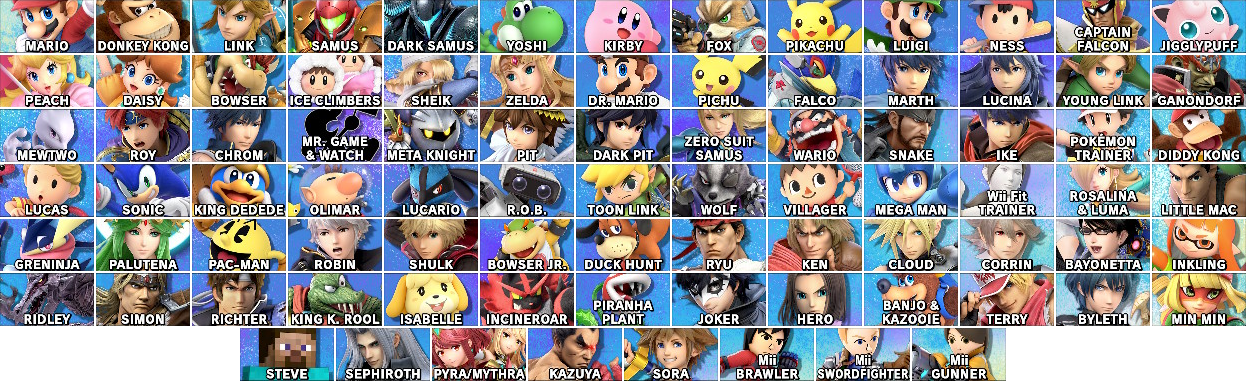 MARIO
DONKEY KONG
LINK
SAMUS
DARK SAMUS
YOSHI
KIRBY
FOX
PIKACHU
LUIGI
NESS
CAPTAIN
FALCON
JIGGLYPUFF
PEACH
DAISY
BOWSER
ICE CLIMBERS
SHEIK
ZELDA
DR. MARIO
PICHU
FALCO
MARTH
LUCINA
YOUNG LINK
GANONDORF
MEWTWO
ROY
CHROM
MR. GAME
& WATCH
META KNIGHT
PIT
DARK PIT
ZERO SUIT
SAMUS
WARIO
SNAKE
IKE
POKÉMON
TRAINER
DIDDY KONG
LUCAS
SONIC
KING DEDEDE
OLIMAR
LUCARIO
R.O.B.
TOON LINK
WOLF
VILLAGER
MEGA MAN
Wii Fit
TRAINER
ROSALINA
& LUMA
LITTLE MAC
GRENINJA
PALUTENA
PAC-MAN
ROBIN
SHULK
BOWSER JR.
DUCK HUNT
RYU
KEN
CLOUD
CORRIN
BAYONETTA
INKLING
RIDLEY
SIMON
RICHTER
KING K. ROOL
ISABELLE
INCINEROAR
PIRANHA
PLANT
JOKER
HERO
BANJO &
KAZOOIE
TERRY
BYLETH
MIN MIN
STEVE
SEPHIROTH
PYRA/MYTHRA
KAZUYA
SORA
Mii
BRAWLER
Mii
SWORDFIGHTER
Mii
GUNNER